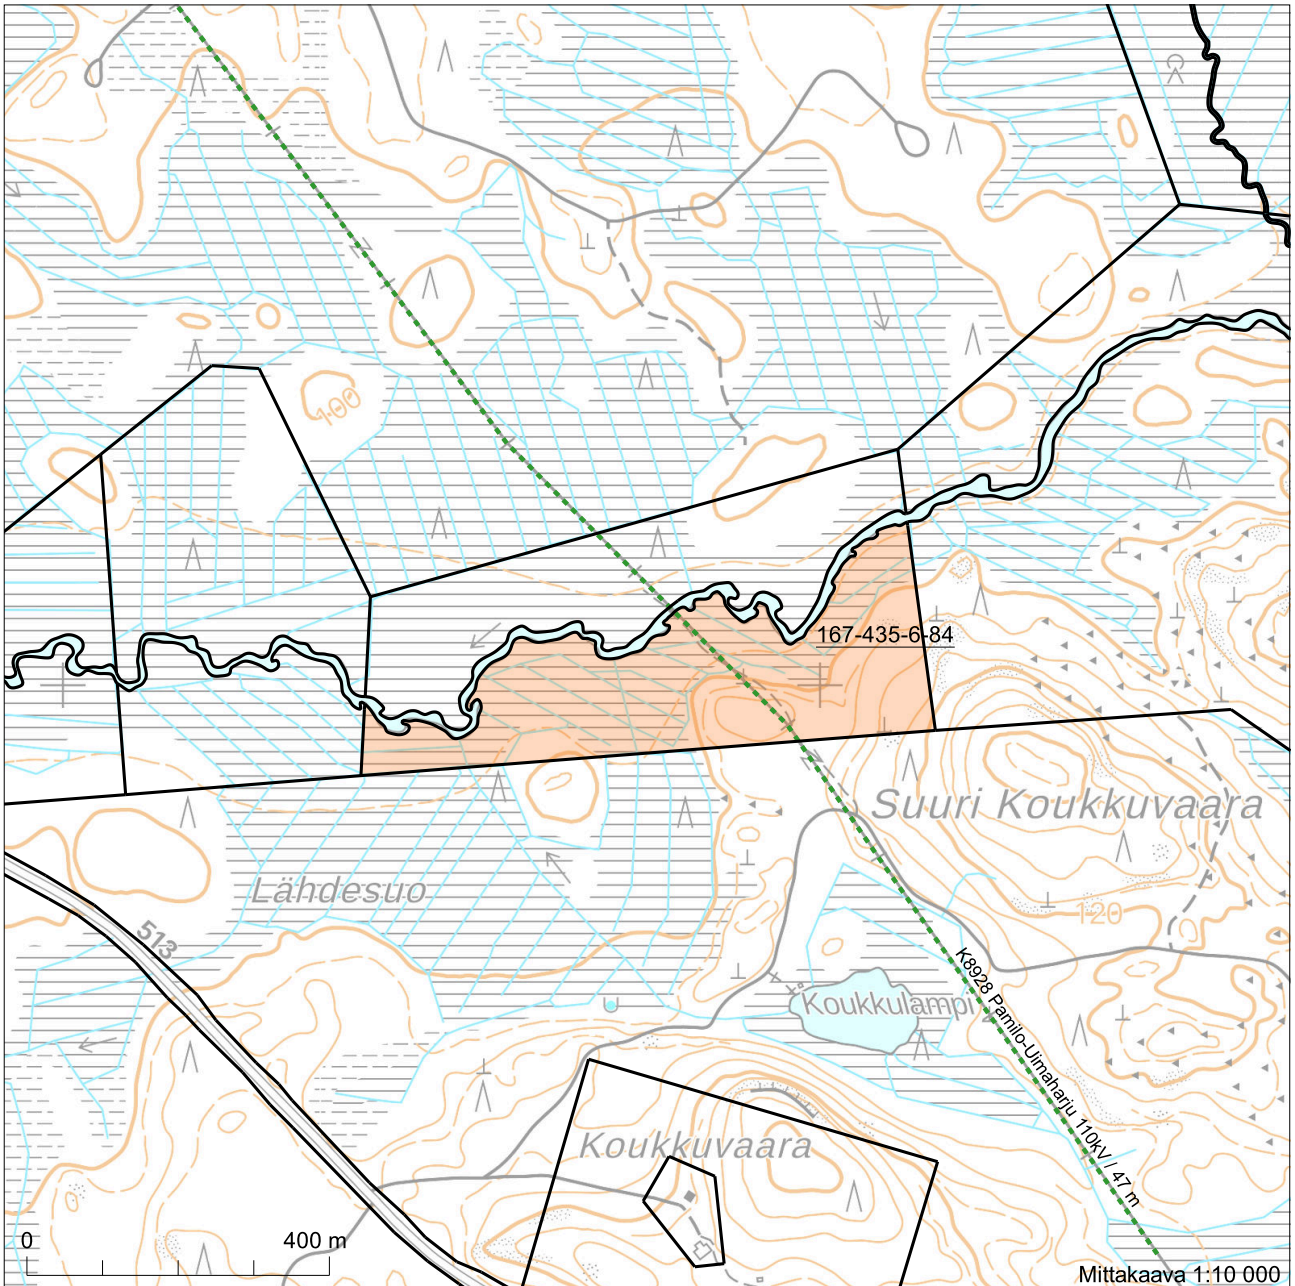 100
167-435-6-84
Suuri Koukkuvaara
Lähdesuo
120
513
K8928 Pamilo-Uimaharju 110kV / 47 m
Koukkulampi
Koukkuvaara
0
400 m
Mittakaava 1:10 000